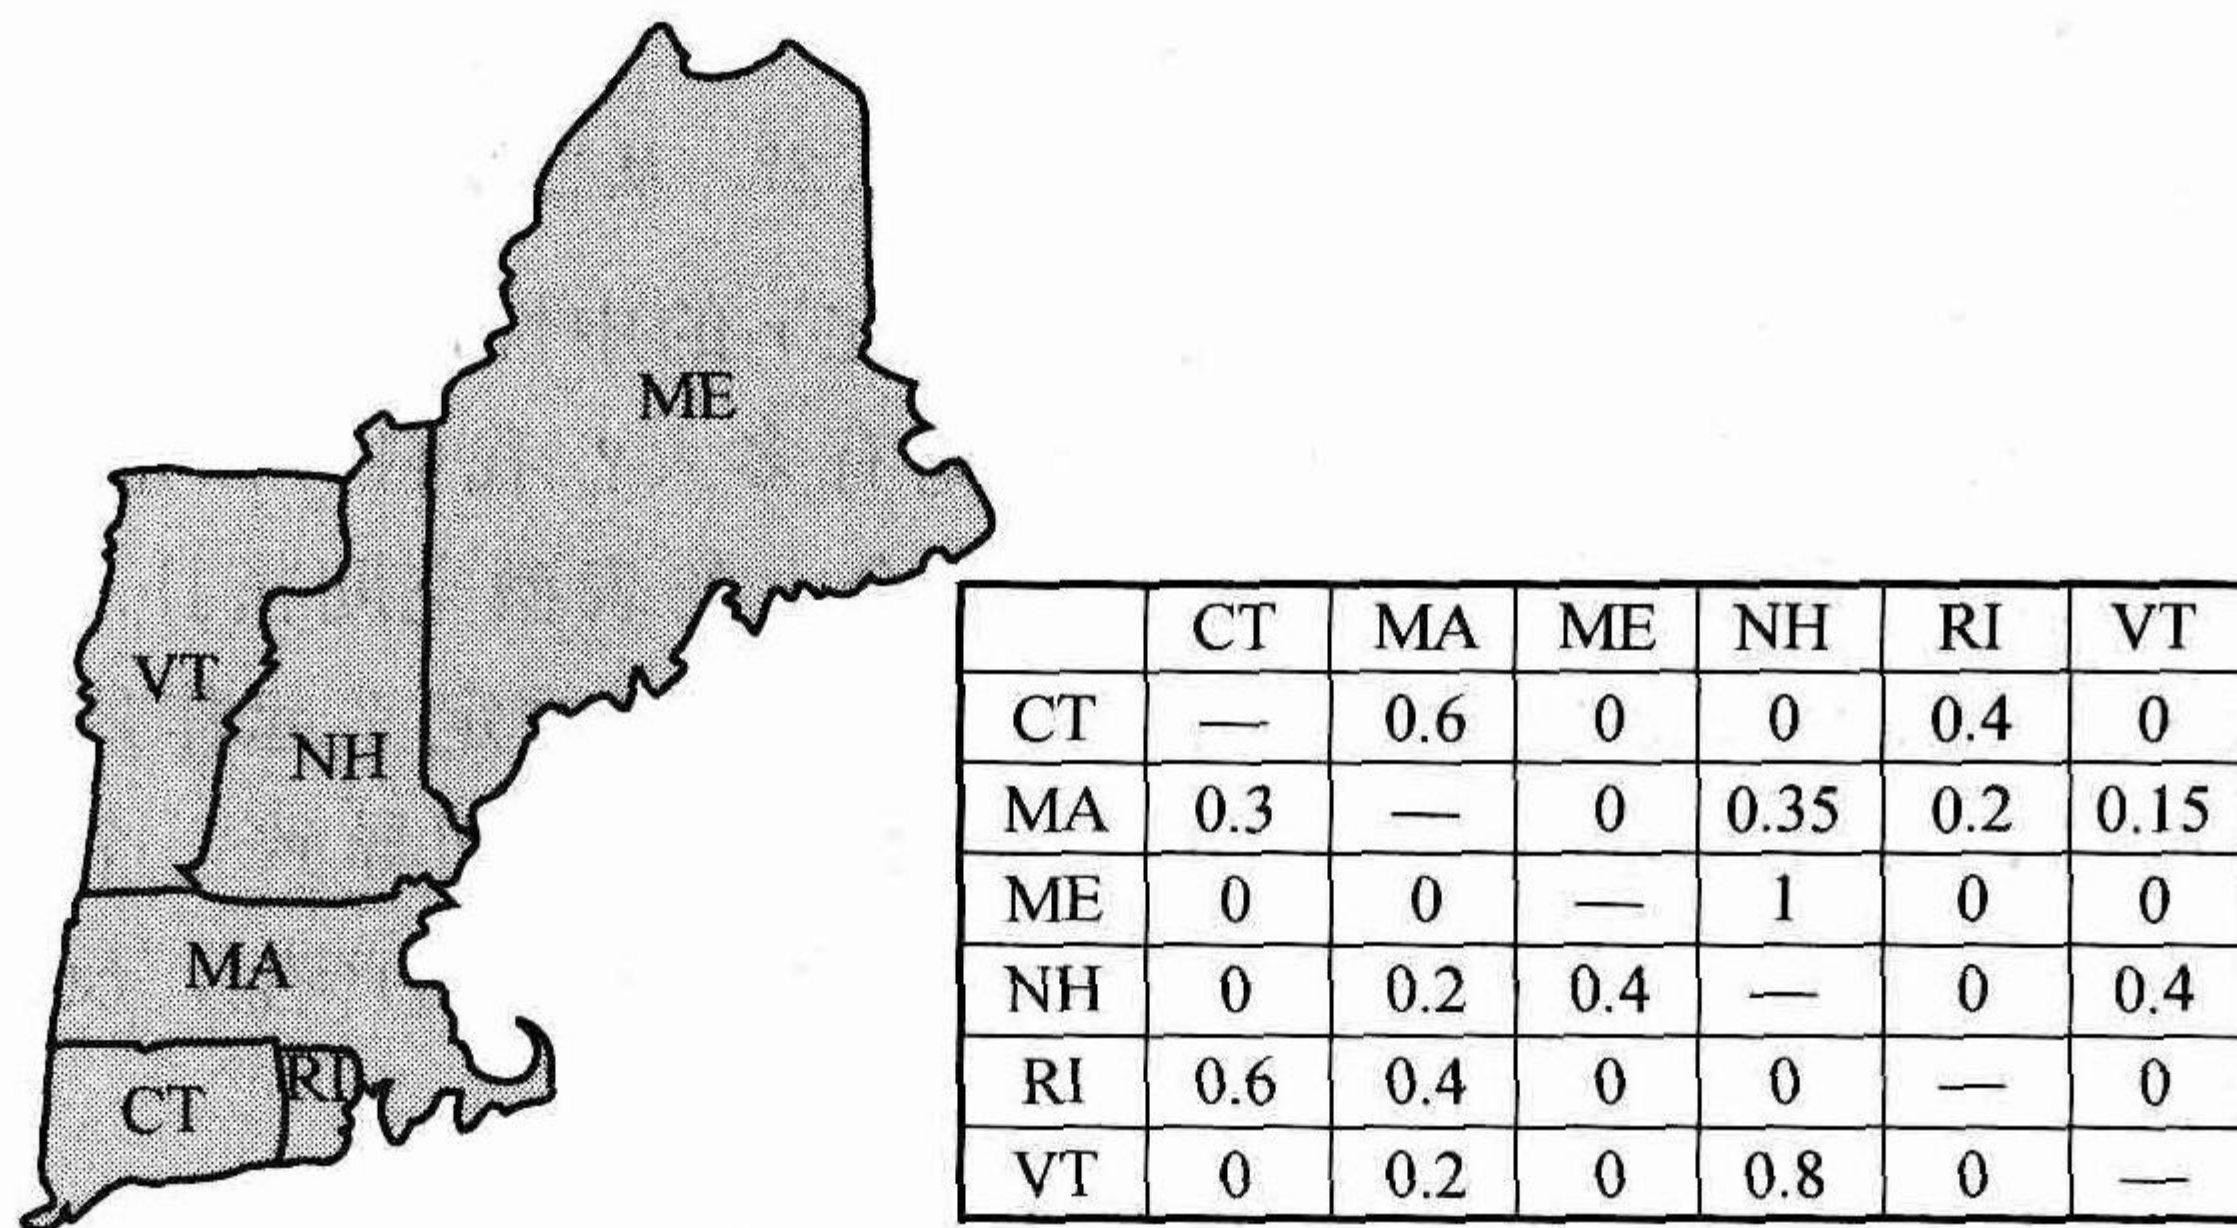 ME
VT
NH
MA
CT
RI
CT MA ME NH RI VT
CT — 0.6 0 0 0.4 0
MA 0.3 — 0 0.35 0.2 0.15
ME 0 0 — 1 0 0
NH 0 0.2 0.4 — 0 0.4
RI 0.6 0.4 0 0 — 0
VT 0 0.2 0 0.8 0 —